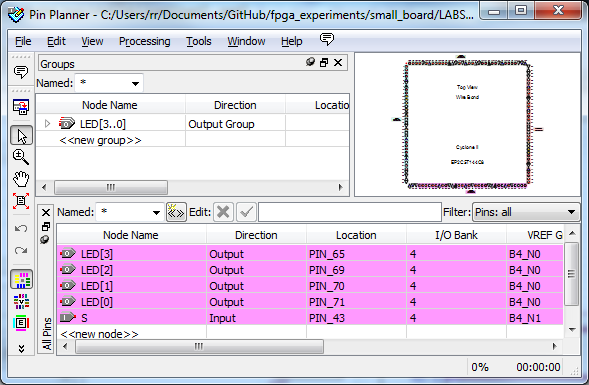 Pin Planner - C:/Users/rr/Documents/GitHub/fpga_experiments/small_board/LABS...
File Edit View Processing Tools Window Help
Groups
Named: *
Node Name Direction Locatio
LED[3..0] Output Group
<<new group>>
Top View
Wire Bond
Cyclone II
EP2C5T144C8
Named: * Edit: Filter: Pins: all
Node Name Direction Location I/O Bank VREF G
LED[3] Output PIN_65 4 B4_N0
LED[2] Output PIN_69 4 B4_N0
LED[1] Output PIN_70 4 B4_N0
LED[0] Output PIN_71 4 B4_N0
S Input PIN_43 4 B4_N1
<<new node>>
All Pins
0% 00:00:00